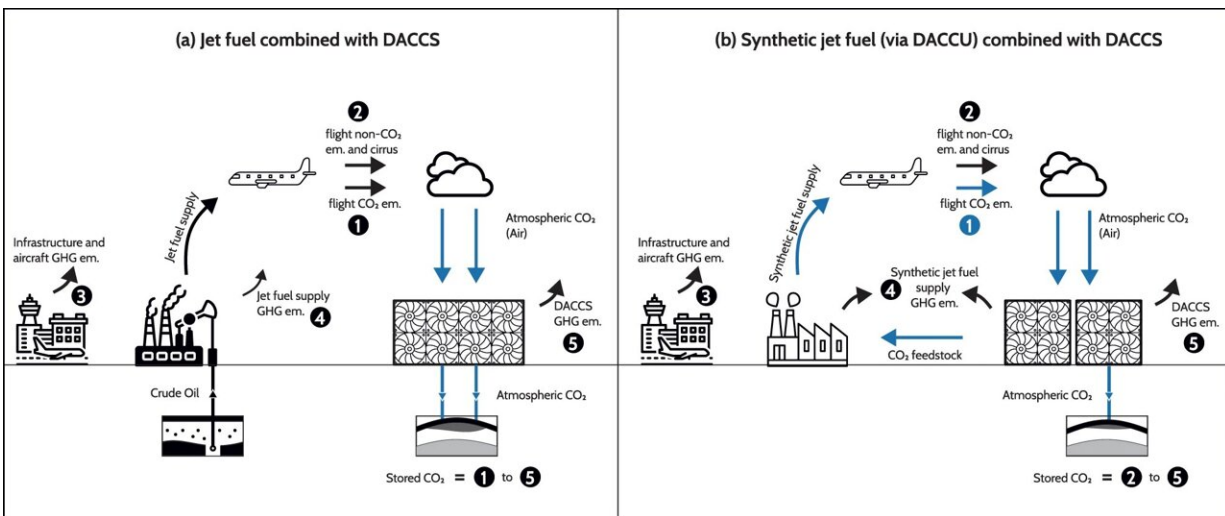 (a) Jet fuel combined with DACCS
2
flight non-CO₂
em. and cirrus
flight CO₂ em.
1
Jet fuel supply
Atmospheric CO₂
(Air)
Infrastructure and
aircraft GHG em.
3
Jet fuel supply
GHG em. 4
DACCS
GHG em.
5
Crude Oil
Atmospheric CO₂
Stored CO₂ = 1 to 5
(b) Synthetic jet fuel (via DACCU) combined with DACCS
2
flight non-CO₂
em. and cirrus
flight CO₂ em.
1
Synthetic jet fuel supply
Atmospheric CO₂
(Air)
Infrastructure and
aircraft GHG em.
3
Synthetic jet fuel
4 supply
GHG em.
DACCS
GHG em.
5
CO₂ feedstock
Atmospheric CO₂
Stored CO₂ = 2 to 5